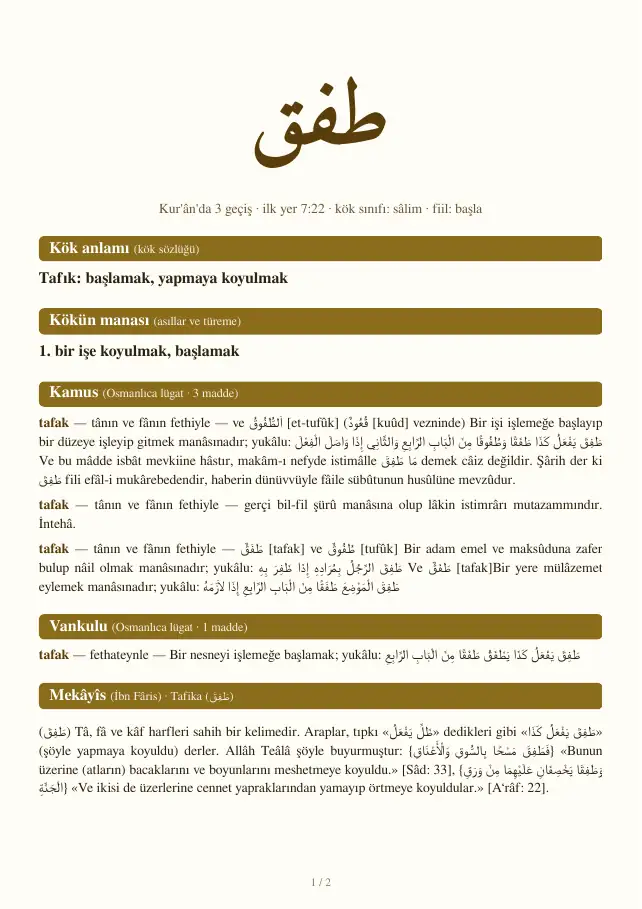 طفق
Kur'ân'da 3 geçiş · ilk yer 7:22 · kök sınıfı: sâlim · fiil: başla
Kök anlamı (kök sözlüğü)
Tafık: başlamak, yapmaya koyulmak
Kökün manası (asıllar ve türeme)
1. bir işe koyulmak, başlamak
Kamus (Osmanlıca lügat · 3 madde)
tafak — tânın ve fânın fethiyle — ve اَلطُّفُوقُ [et-tufûk] (قُعُودٌ [kuûd] vezninde) Bir işi işlemeğe başlayıp
bir düzeye işleyip gitmek manâsınadır; yukâlu: طَفِقَ يَفْعَلُ كَذَا طَفَقًا وَطُفُوقًا مِنَ الْبَابِ الرَّابِعِ وَالثَّانِي إِذَا وَاصَلَ الْفِعْلَ
Ve bu mâdde isbât mevkiine hâstır, makâm-ı nefyde istimâlle مَا طَفِقَ demek câiz değildir. Şârih der ki
طَفِقَ fiili efâl-i mukârebedendir, haberin dünüvvüyle fâile sübûtunun husûlüne mevzûdur.
tafak — tânın ve fânın fethiyle — gerçi bil-fiil şürû manâsına olup lâkin istimrârı mutazammındır.
İntehâ.
tafak — tânın ve fânın fethiyle — طَفَقٌ [tafak] ve طُفُوقٌ [tufûk] Bir adam emel ve maksûduna zafer
bulup nâil olmak manâsınadır; yukâlu: طَفِقَ الرَّجُلُ بِمُرَادِهِ إِذَا ظَفِرَ بِهِ Ve طَفَقٌ [tafak]Bir yere mülâzemet
eylemek manâsınadır; yukâlu: طَفِقَ الْمَوْضِعَ طَفَقًا مِنَ الْبَابِ الرَّابِعِ إِذَا لاَزَمَهُ
Vankulu (Osmanlıca lügat · 1 madde)
tafak — fethateynle — Bir nesneyi işlemeğe başlamak; yukâlu: طَفِقَ يَفْعَلُ كَذَا يَطْفَقُ طَفَقًا مِنَ الْبَابِ الرَّابِعِ
Mekâyîs (İbn Fâris) · Tafika (طَفِقَ)
(طَفِقَ) Tâ, fâ ve kâf harfleri sahih bir kelimedir. Araplar, tıpkı «ظَلَّ يَفْعَلُ» dedikleri gibi «طَفِقَ يَفْعَلُ كَذَا»
(şöyle yapmaya koyuldu) derler. Allâh Teâlâ şöyle buyurmuştur: {فَطَفِقَ مَسْحًا بِالسُّوقِ وَالْأَعْنَاقِ} «Bunun
üzerine (atların) bacaklarını ve boyunlarını meshetmeye koyuldu.» [Sâd: 33], {وَطَفِقَا يَخْصِفَانِ عَلَيْهِمَا مِنْ وَرَقِ
الْجَنَّةِ} «Ve ikisi de üzerlerine cennet yapraklarından yamayıp örtmeye koyuldular.» [A‘râf: 22].
1 / 2